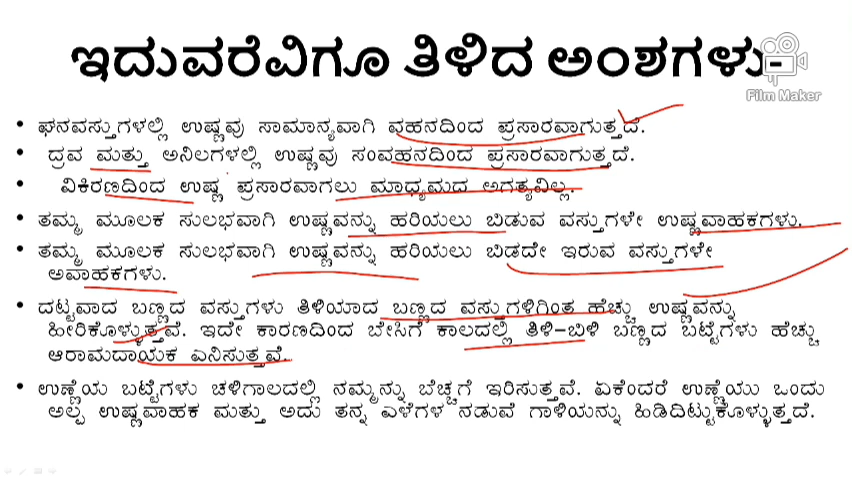 ಇದುವರೆವಿಗೂ ತಿಳಿದ ಅಂಶಗಳು-
Film Maker
• ಘನವಸ್ತುಗಳಲ್ಲಿ ಉಷ್ಣವು ಸಾಮಾನ್ಯವಾಗಿ ವಹನದಿಂದ ಪ್ರಸಾರವಾಗುತ್ತದೆ.
• ದ್ರವ ಮತ್ತು ಅನಿಲಗಳಲ್ಲಿ ಉಷ್ಣವು ಸಂವಹನದಿಂದ ಪ್ರಸಾರವಾಗುತ್ತದೆ.
• ವಿಕಿರಣದಿಂದ ಉಷ್ಣ ಪ್ರಸಾರವಾಗಲು ಮಾಧ್ಯಮದ ಅಗತ್ಯವಿಲ್ಲ.
• ತಮ್ಮ ಮೂಲಕ ಸುಲಭವಾಗಿ ಉಷ್ಣವನ್ನು ಹರಿಯಲು ಬಿಡುವ ವಸ್ತುಗಳೇ ಉಷ್ಣವಾಹಕಗಳು.
• ತಮ್ಮ ಮೂಲಕ ಸುಲಭವಾಗಿ ಉಷ್ಣವನ್ನು ಹರಿಯಲು ಬಿಡದೇ ಇರುವ ವಸ್ತುಗಳೇ
ಅವಾಹಕಗಳು.
• ದಟ್ಟವಾದ ಬಣ್ಣದ ವಸ್ತುಗಳು ತಿಳಿಯಾದ ಬಣ್ಣದ ವಸ್ತುಗಳಿಗಿಂತ ಹೆಚ್ಚು ಉಷ್ಣವನ್ನು
ಹೀರಿಕೊಳ್ಳುತ್ತವೆ. ಇದೇ ಕಾರಣದಿಂದ ಬೇಸಿಗೆ ಕಾಲದಲ್ಲಿ ತಿಳಿ-ಬಿಳಿ ಬಣ್ಣದ ಬಟ್ಟೆಗಳು ಹೆಚ್ಚು
ಆರಾಮದಾಯಕ ಎನಿಸುತ್ತವೆ.
• ಉಣ್ಣೆಯ ಬಟ್ಟೆಗಳು ಚಳಿಗಾಲದಲ್ಲಿ ನಮ್ಮನ್ನು ಬೆಚ್ಚಗೆ ಇರಿಸುತ್ತವೆ. ಏಕೆಂದರೆ ಉಣ್ಣೆಯು ಒಂದು
ಅಲ್ಪ ಉಷ್ಣವಾಹಕ ಮತ್ತು ಅದು ತನ್ನ ಎಳೆಗಳ ನಡುವೆ ಗಾಳಿಯನ್ನು ಹಿಡಿದಿಟ್ಟುಕೊಳ್ಳುತ್ತದೆ.